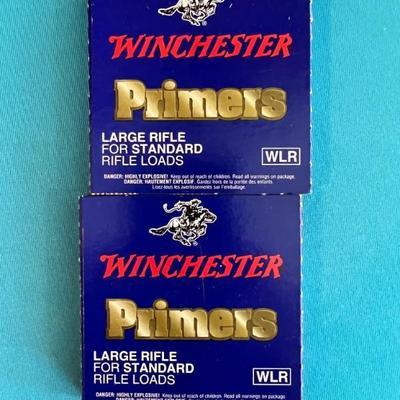 WINCHESTER
Primers
LARGE RIFLE
FOR STANDARD
RIFLE LOADS
WLR
DANGER: HIGHLY EXPLOSIVE! Keep out of reach of children. Read all warnings on package.
DANGER: HAUTEMENT EXPLOSIF. Gardez hors de la portée des enfants
Lisez-tous les avertissements sur l'emballage.
WINCHESTER
Primers
LARGE RIFLE
FOR STANDARD
RIFLE LOADS
WLR
DANGER: HIGHLY EXPLOSIVE! Keep out of reach of children. Read all warnings on package
DANGER: HAUTEMENT EXPLOSIF.